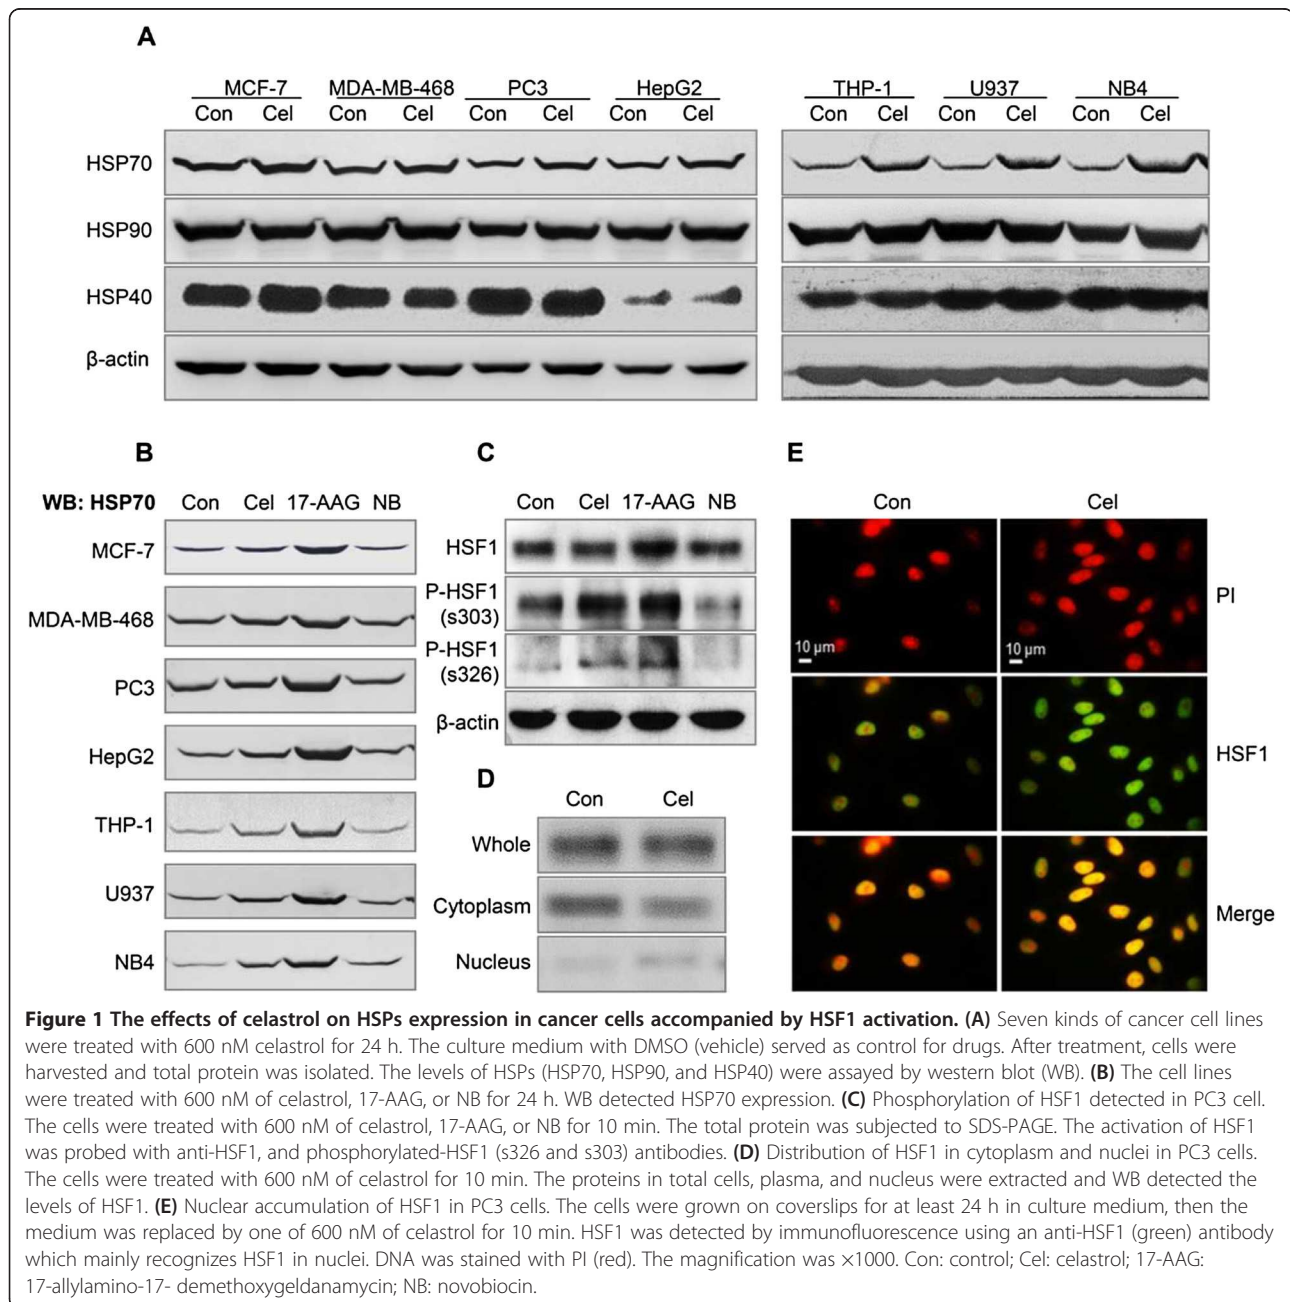 A
MCF-7 MDA-MB-468 PC3 HepG2 THP-1 U937 NB4
Con Cel Con Cel Con Cel Con Cel Con Cel Con Cel Con Cel
HSP70
HSP90
HSP40
β-actin
B
WB: HSP70 Con Cel 17-AAG NB
MCF-7
MDA-MB-468
PC3
HepG2
THP-1
U937
NB4
C
Con Cel 17-AAG NB
HSF1
P-HSF1
(s303)
P-HSF1
(s326)
β-actin
D
Con Cel
Whole
Cytoplasm
Nucleus
E
Con Cel
PI
10 µm 10 µm
HSF1
Merge
Figure 1 The effects of celastrol on HSPs expression in cancer cells accompanied by HSF1 activation. (A) Seven kinds of cancer cell lines
were treated with 600 nM celastrol for 24 h. The culture medium with DMSO (vehicle) served as control for drugs. After treatment, cells were
harvested and total protein was isolated. The levels of HSPs (HSP70, HSP90, and HSP40) were assayed by western blot (WB). (B) The cell lines
were treated with 600 nM of celastrol, 17-AAG, or NB for 24 h. WB detected HSP70 expression. (C) Phosphorylation of HSF1 detected in PC3 cell.
The cells were treated with 600 nM of celastrol, 17-AAG, or NB for 10 min. The total protein was subjected to SDS-PAGE. The activation of HSF1
was probed with anti-HSF1, and phosphorylated-HSF1 (s326 and s303) antibodies. (D) Distribution of HSF1 in cytoplasm and nuclei in PC3 cells.
The cells were treated with 600 nM of celastrol for 10 min. The proteins in total cells, plasma, and nucleus were extracted and WB detected the
levels of HSF1. (E) Nuclear accumulation of HSF1 in PC3 cells. The cells were grown on coverslips for at least 24 h in culture medium, then the
medium was replaced by one of 600 nM of celastrol for 10 min. HSF1 was detected by immunofluorescence using an anti-HSF1 (green) antibody
which mainly recognizes HSF1 in nuclei. DNA was stained with PI (red). The magnification was ×1000. Con: control; Cel: celastrol; 17-AAG:
17-allylamino-17- demethoxygeldanamycin; NB: novobiocin.